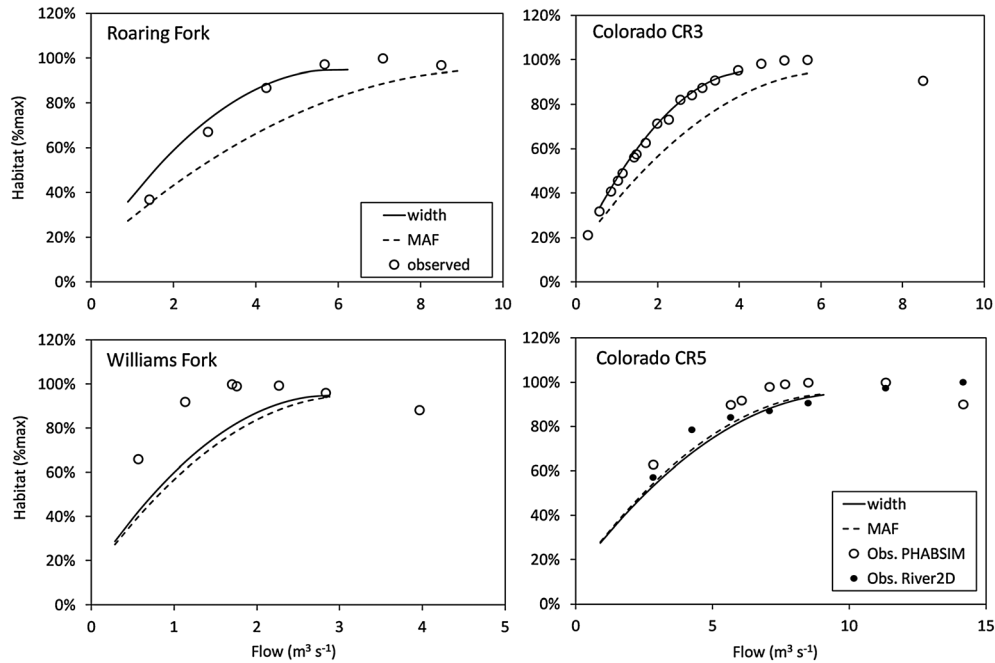 Roaring Fork
Habitat (%max)
120%
100%
80%
60%
40%
20%
0%
0 2 4 6 8 10
width
MAF
observed
Colorado CR3
120%
100%
80%
60%
40%
20%
0%
0 2 4 6 8 10
Williams Fork
Habitat (%max)
120%
100%
80%
60%
40%
20%
0%
0 1 2 3 4 5
Flow (m³ s⁻¹)
Colorado CR5
120%
100%
80%
60%
40%
20%
0%
0 5 10 15
Flow (m³ s⁻¹)
width
MAF
Obs. PHABSIM
Obs. River2D